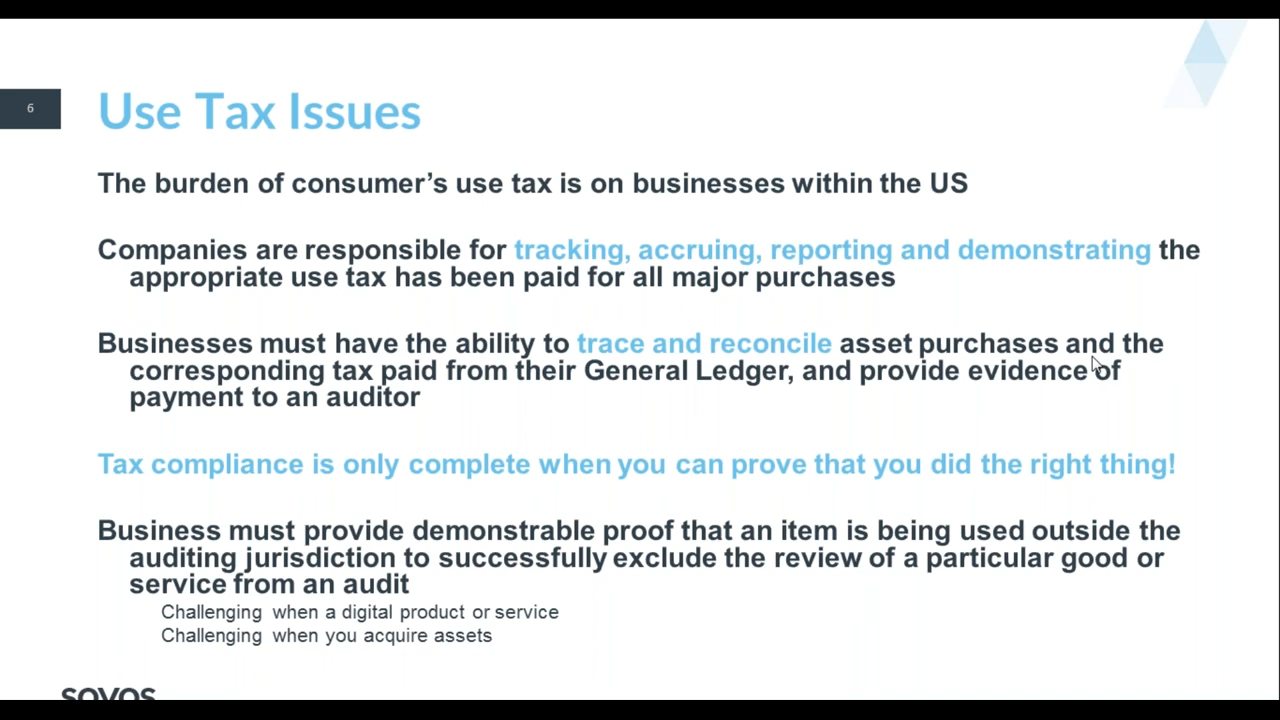 6
Use Tax Issues
The burden of consumer’s use tax is on businesses within the US
Companies are responsible for tracking, accruing, reporting and demonstrating the
appropriate use tax has been paid for all major purchases
Businesses must have the ability to trace and reconcile asset purchases and the
corresponding tax paid from their General Ledger, and provide evidence of
payment to an auditor
Tax compliance is only complete when you can prove that you did the right thing!
Business must provide demonstrable proof that an item is being used outside the
auditing jurisdiction to successfully exclude the review of a particular good or
service from an audit
Challenging when a digital product or service
Challenging when you acquire assets
sovos